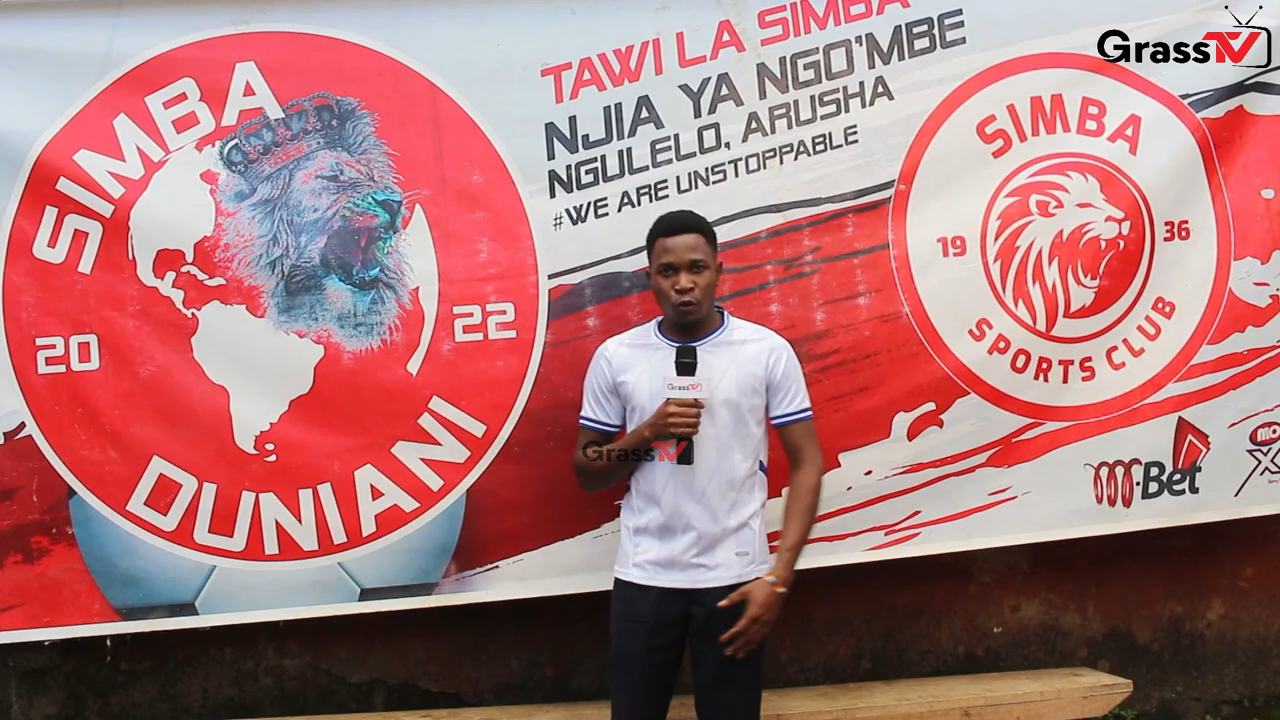 GrassTV
SIMBA
20 22
DUNIANI
TAWI LA SIMBA
NJIA YA NGO'MBE
NGULELO, ARUSHA
#WE ARE UNSTOPPABLE
SIMBA
19 36
SPORTS CLUB
GrassTV
GrassTV
M-Bet